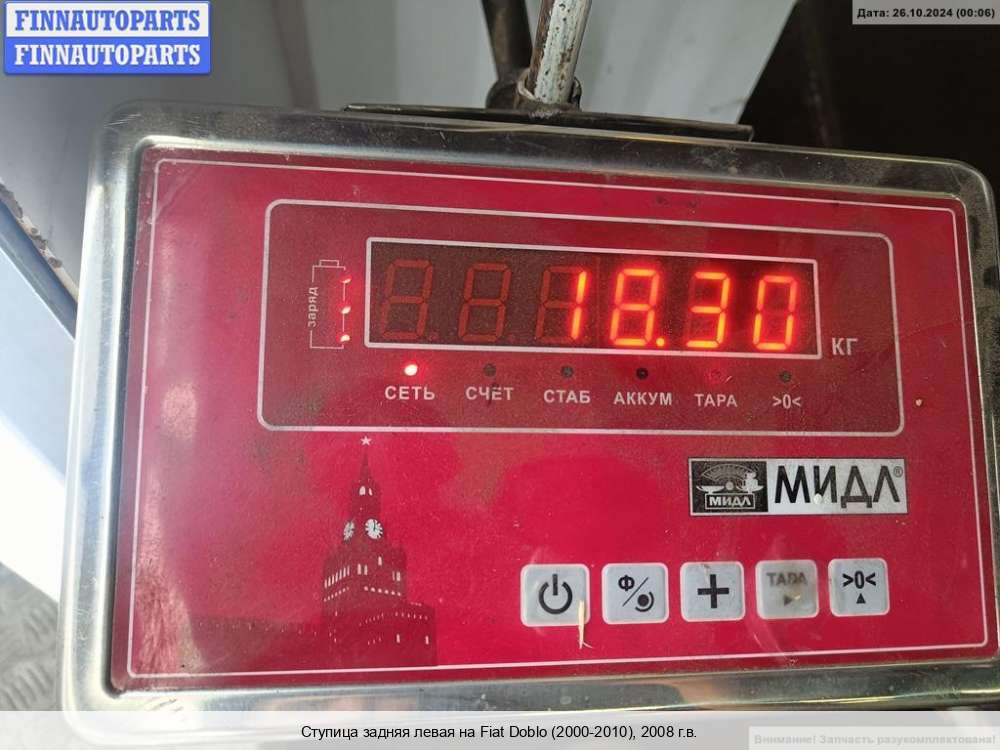 FINNAUTOPARTS
FINNAUTOPARTS
Дата: 26.10.2024 (00:06)
заряд
18.30
КГ
СЕТЬ СЧЁТ СТАБ АККУМ ТАРА >0<
МИДЛ МИДЛ®
Ф/ ТАРА >0<
Ступица задняя левая на Fiat Doblo (2000-2010), 2008 г.в.
Внимание! Запчасть разукомплектована!